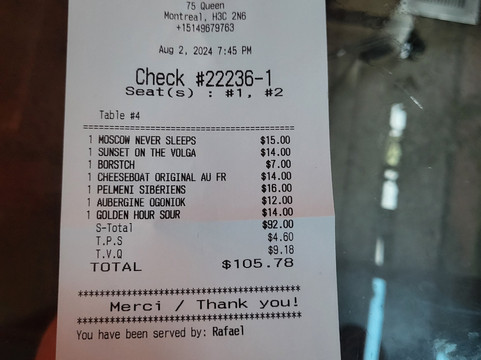 75 Queen
Montreal, H3C 2N6
+15149679763
Aug 2, 2024 7:45 PM
Check #22236-1
Seat(s) : #1, #2
Table #4
================================================
1 MOSCOW NEVER SLEEPS $15.00
1 SUNSET ON THE VOLGA $14.00
1 BORSTCH $7.00
1 CHEESEBOAT ORIGINAL AU FR $14.00
1 PELMENI SIBÉRIENS $16.00
1 AUBERGINE OGONIOK $12.00
1 GOLDEN HOUR SOUR $14.00
S-Total $92.00
T.P.S $4.60
T.V.Q $9.18
TOTAL $105.78
******************************************
Merci / Thank you!
******************************************
You have been served by: Rafael